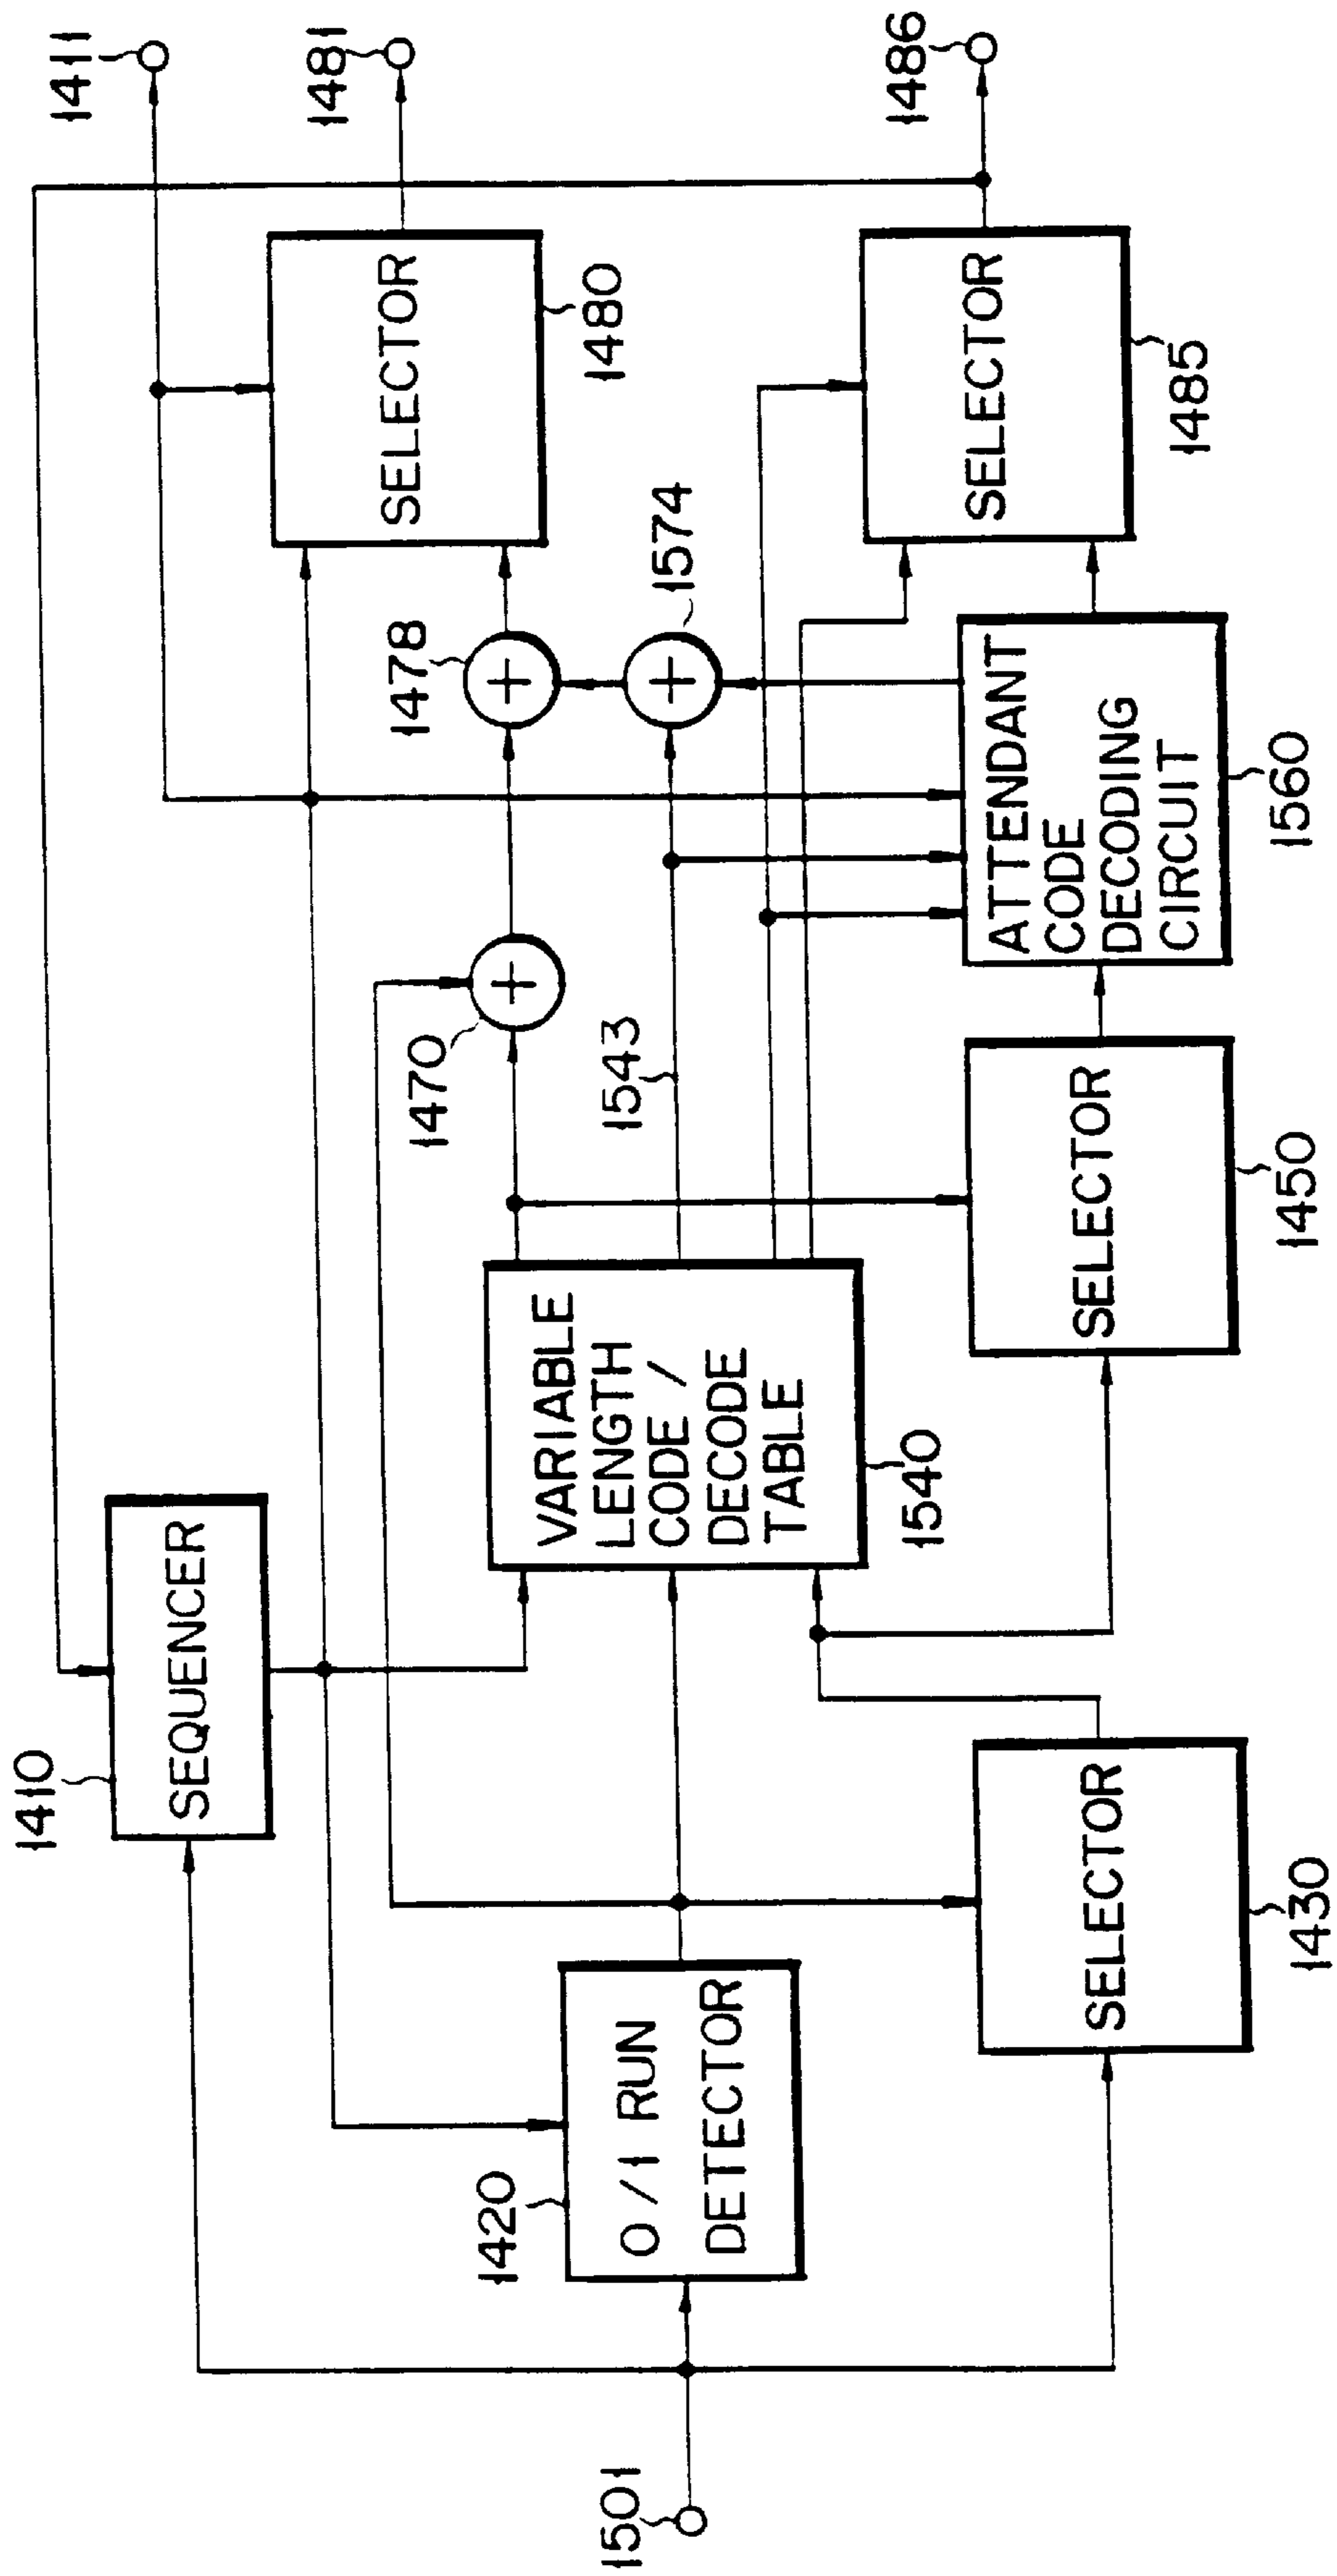 1411
1481
1486
1410
SEQUENCER
SELECTOR
1480
1478
1574
1470
1543
SELECTOR
1485
VARIABLE
LENGTH
CODE /
DECODE
TABLE
1540
ATTENDANT
CODE
DECODING
CIRCUIT
1560
1420
0/1 RUN
DETECTOR
SELECTOR
1450
SELECTOR
1430
1501